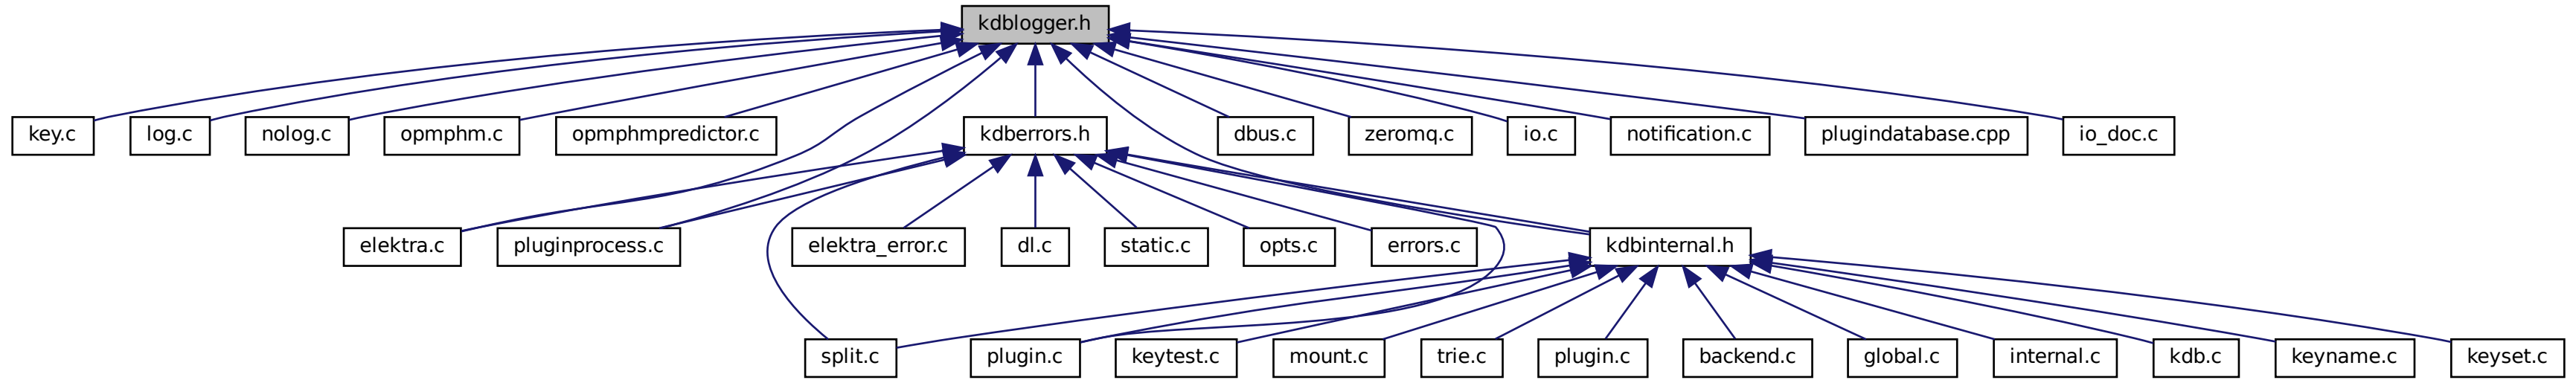 kdblogger.h
key.c
log.c
nolog.c
opmphm.c
opmphmpredictor.c
kdberrors.h
dbus.c
zeromq.c
io.c
notification.c
plugindatabase.cpp
io_doc.c
elektra.c
pluginprocess.c
elektra_error.c
dl.c
static.c
opts.c
errors.c
kdbinternal.h
split.c
plugin.c
keytest.c
mount.c
trie.c
plugin.c
backend.c
global.c
internal.c
kdb.c
keyname.c
keyset.c